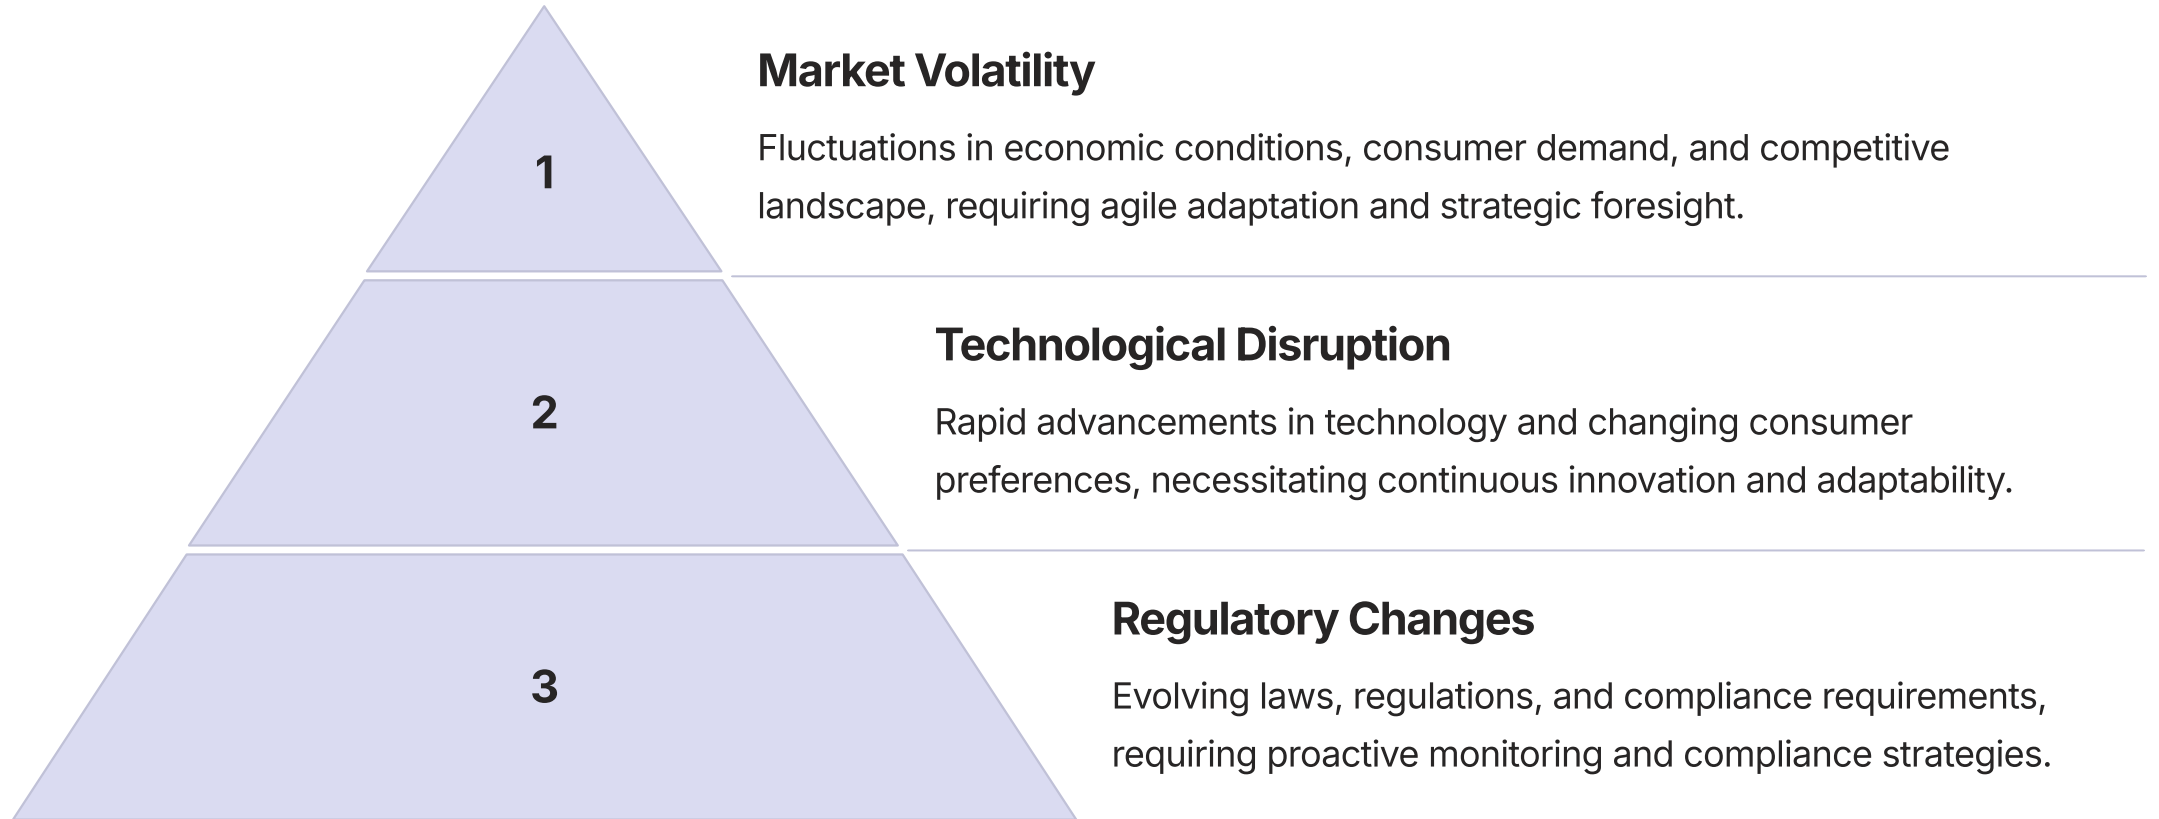 1
Market Volatility
Fluctuations in economic conditions, consumer demand, and competitive
landscape, requiring agile adaptation and strategic foresight.
2
Technological Disruption
Rapid advancements in technology and changing consumer
preferences, necessitating continuous innovation and adaptability.
3
Regulatory Changes
Evolving laws, regulations, and compliance requirements,
requiring proactive monitoring and compliance strategies.